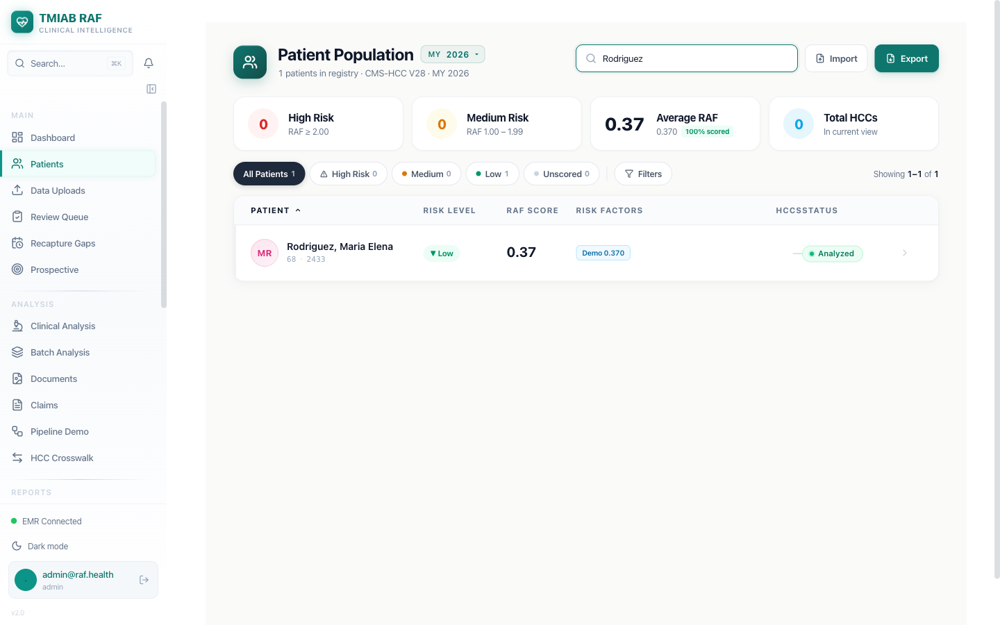 TMIAB RAF
CLINICAL INTELLIGENCE
Search... ⌘K
MAIN
Dashboard
Patients
Data Uploads
Review Queue
Recapture Gaps
Prospective
ANALYSIS
Clinical Analysis
Batch Analysis
Documents
Claims
Pipeline Demo
HCC Crosswalk
REPORTS
EMR Connected
Dark mode
admin@raf.health
admin
v2.0
Patient Population MY 2026
1 patients in registry · CMS-HCC V28 · MY 2026
Rodriguez
Import
Export
0 High Risk
RAF ≥ 2.00
0 Medium Risk
RAF 1.00 – 1.99
0.37 Average RAF
0.370 100% scored
0 Total HCCs
In current view
All Patients 1 High Risk 0 Medium 0 Low 1 Unscored 0 Filters Showing 1–1 of 1
PATIENT RISK LEVEL RAF SCORE RISK FACTORS HCCS STATUS
MR Rodriguez, Maria Elena ▼ Low 0.37 Demo 0.370 — Analyzed
68 · 2433